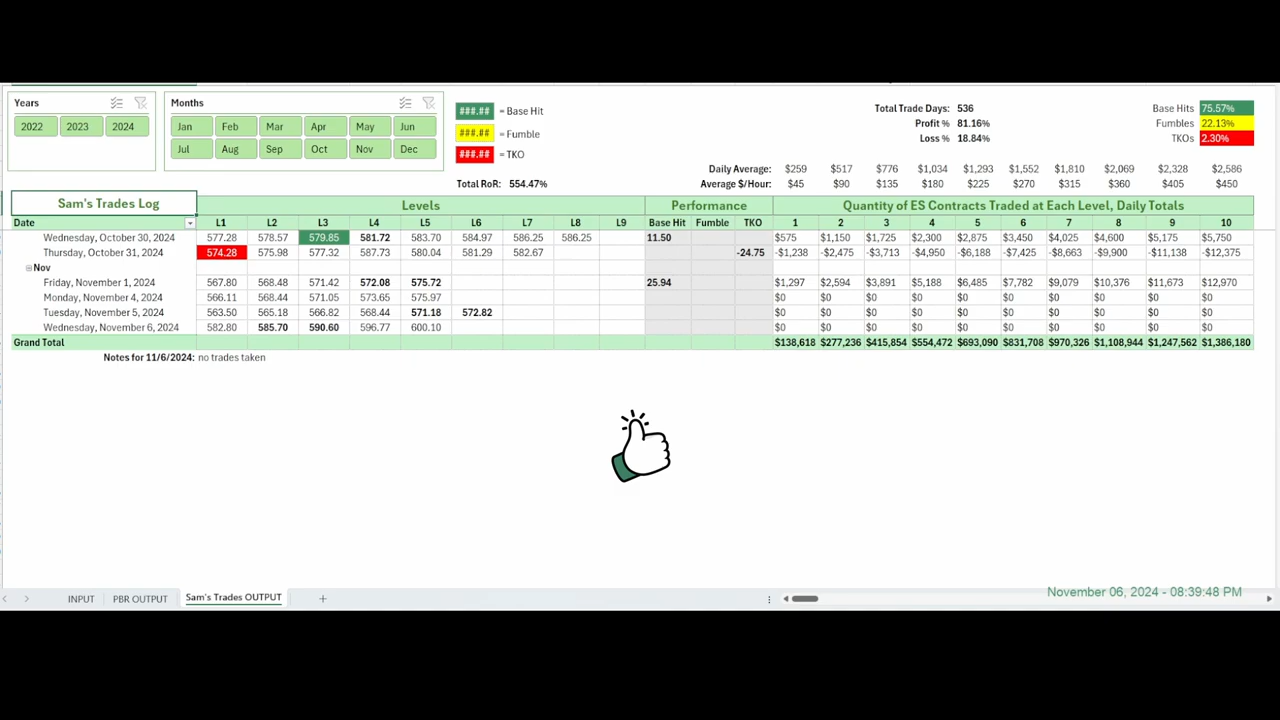 Years
2022 2023 2024
Months
Jan Feb Mar Apr May Jun
Jul Aug Sep Oct Nov Dec
###.## = Base Hit
###.## = Fumble
###.## = TKO
Total RoR: 554.47%
Total Trade Days: 536
Profit % 81.16%
Loss % 18.84%
Base Hits 75.57%
Fumbles 22.13%
TKOs 2.30%
Daily Average: $259 $517 $776 $1,034 $1,293 $1,552 $1,810 $2,069 $2,328 $2,586
Average $/Hour: $45 $90 $135 $180 $225 $270 $315 $360 $405 $450
Sam's Trades Log Levels Performance Quantity of ES Contracts Traded at Each Level, Daily Totals
Date L1 L2 L3 L4 L5 L6 L7 L8 L9 Base Hit Fumble TKO 1 2 3 4 5 6 7 8 9 10
Wednesday, October 30, 2024 577.28 578.57 579.85 581.72 583.70 584.97 586.25 586.25 11.50 $575 $1,150 $1,725 $2,300 $2,875 $3,450 $4,025 $4,600 $5,175 $5,750
Thursday, October 31, 2024 574.28 575.98 577.32 587.73 580.04 581.29 582.67 -24.75 -$1,238 -$2,475 -$3,713 -$4,950 -$6,188 -$7,425 -$8,663 -$9,900 -$11,138 -$12,375
Nov
Friday, November 1, 2024 567.80 568.48 571.42 572.08 575.72 25.94 $1,297 $2,594 $3,891 $5,188 $6,485 $7,782 $9,079 $10,376 $11,673 $12,970
Monday, November 4, 2024 566.11 568.44 571.05 573.65 575.97 $0 $0 $0 $0 $0 $0 $0 $0 $0 $0
Tuesday, November 5, 2024 563.50 565.18 566.82 568.44 571.18 572.82 $0 $0 $0 $0 $0 $0 $0 $0 $0 $0
Wednesday, November 6, 2024 582.80 585.70 590.60 596.77 600.10 $0 $0 $0 $0 $0 $0 $0 $0 $0 $0
Grand Total $138,618 $277,236 $415,854 $554,472 $693,090 $831,708 $970,326 $1,108,944 $1,247,562 $1,386,180
Notes for 11/6/2024: no trades taken
November 06, 2024 - 08:39:48 PM
INPUT PBR OUTPUT Sam's Trades OUTPUT